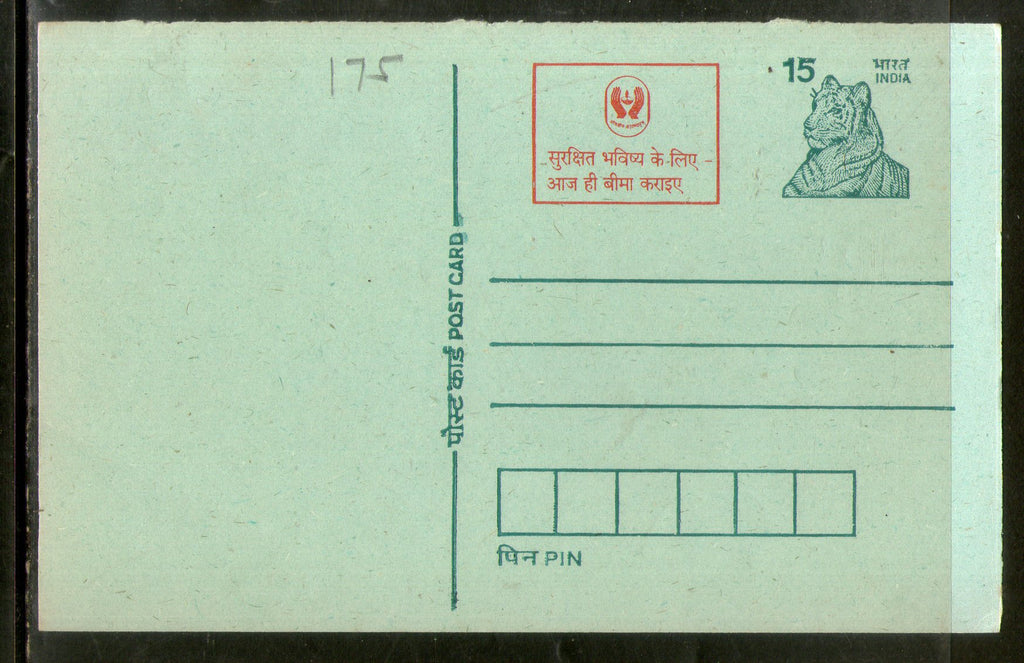 175
15
भारत
INDIA
सुरक्षित भविष्य के लिए -
आज ही बीमा कराइए
पोस्ट कार्ड POST CARD
पिन PIN